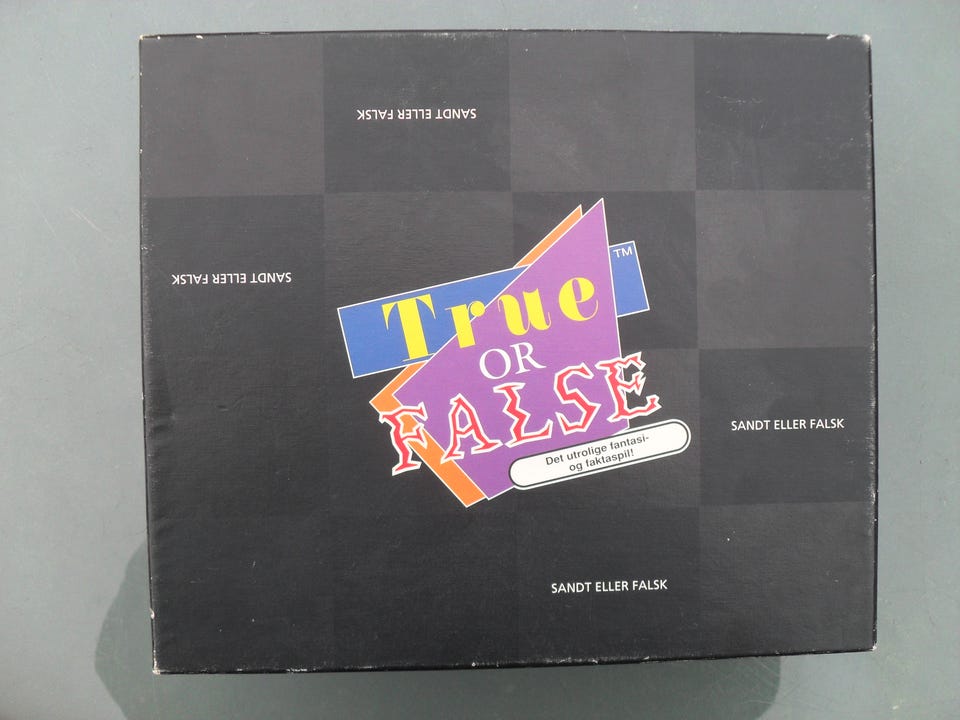 SANDT ELLER FALSK
SANDT ELLER FALSK
True
TM
OR
FALSE
Det utrolige fantasi-
og faktaspil!
SANDT ELLER FALSK
SANDT ELLER FALSK